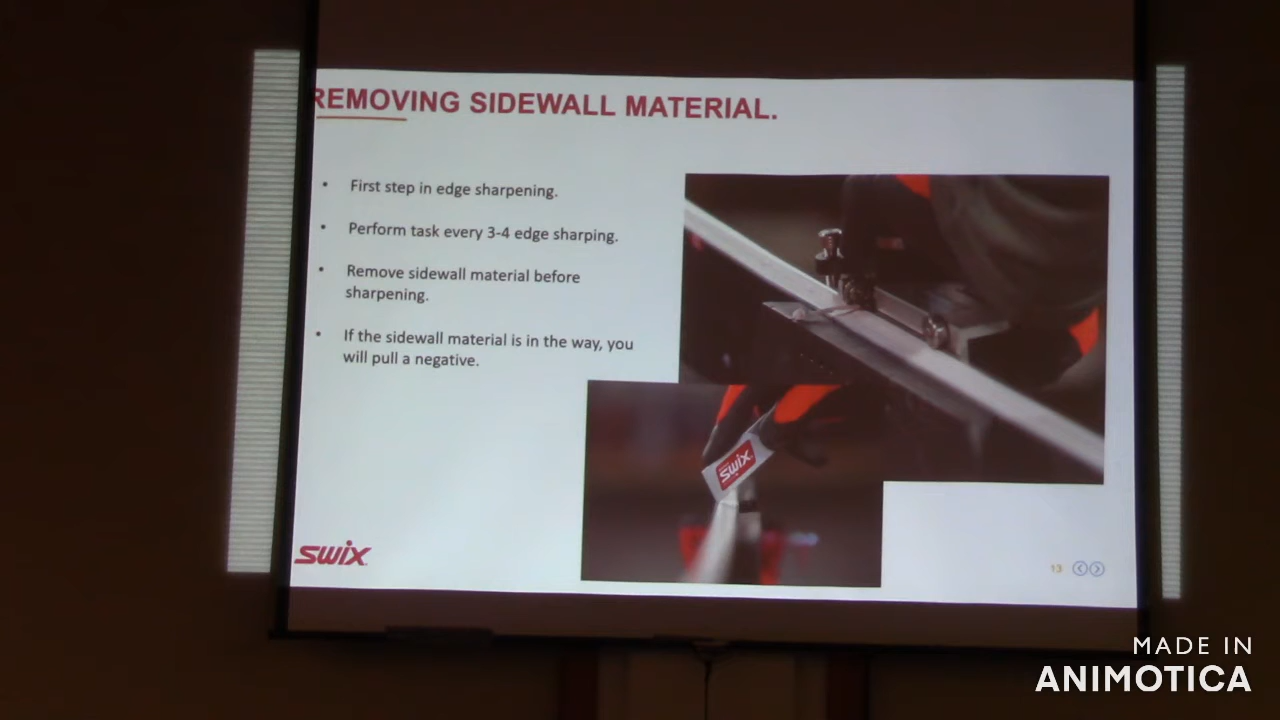 REMOVING SIDEWALL MATERIAL.
• First step in edge sharpening.
• Perform task every 3-4 edge sharping.
• Remove sidewall material before
sharpening.
• If the sidewall material is in the way, you
will pull a negative.
swix
swix
13
MADE IN
ANIMOTICA